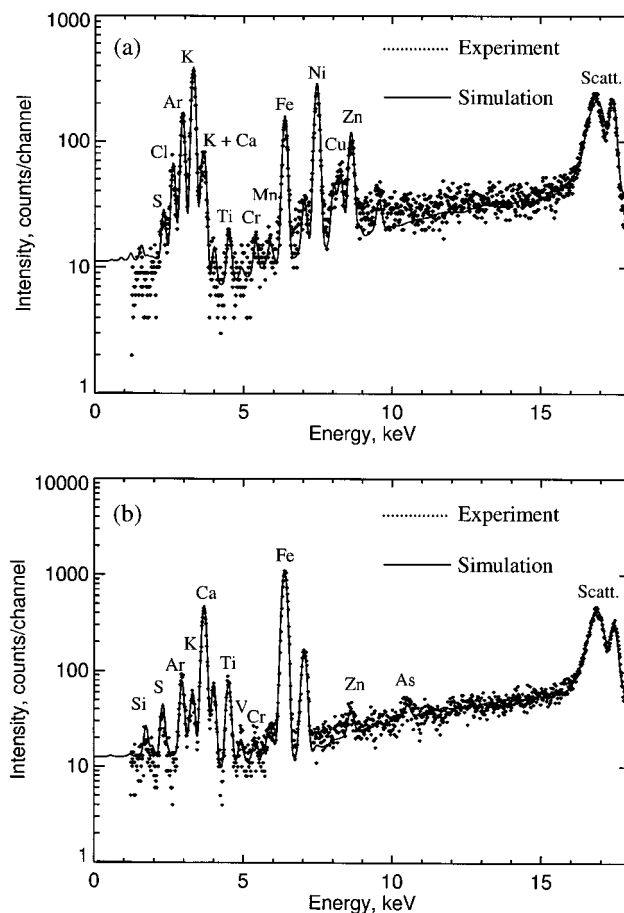 1000
(a)
K
Experiment
Ni
Simulation
Ar
Fe
Scatt.
Zn
100
Cl
K + Ca
Cu
S
Mn
Ti
Cr
10
1
Intensity, counts/channel
0
5
10
15
Energy, keV
10000
(b)
Experiment
Fe
Simulation
1000
Ca
Scatt.
K
Ar
Ti
100
S
Si
As
Zn
V
Cr
10
1
Intensity, counts/channel
0
5
10
15
Energy, keV